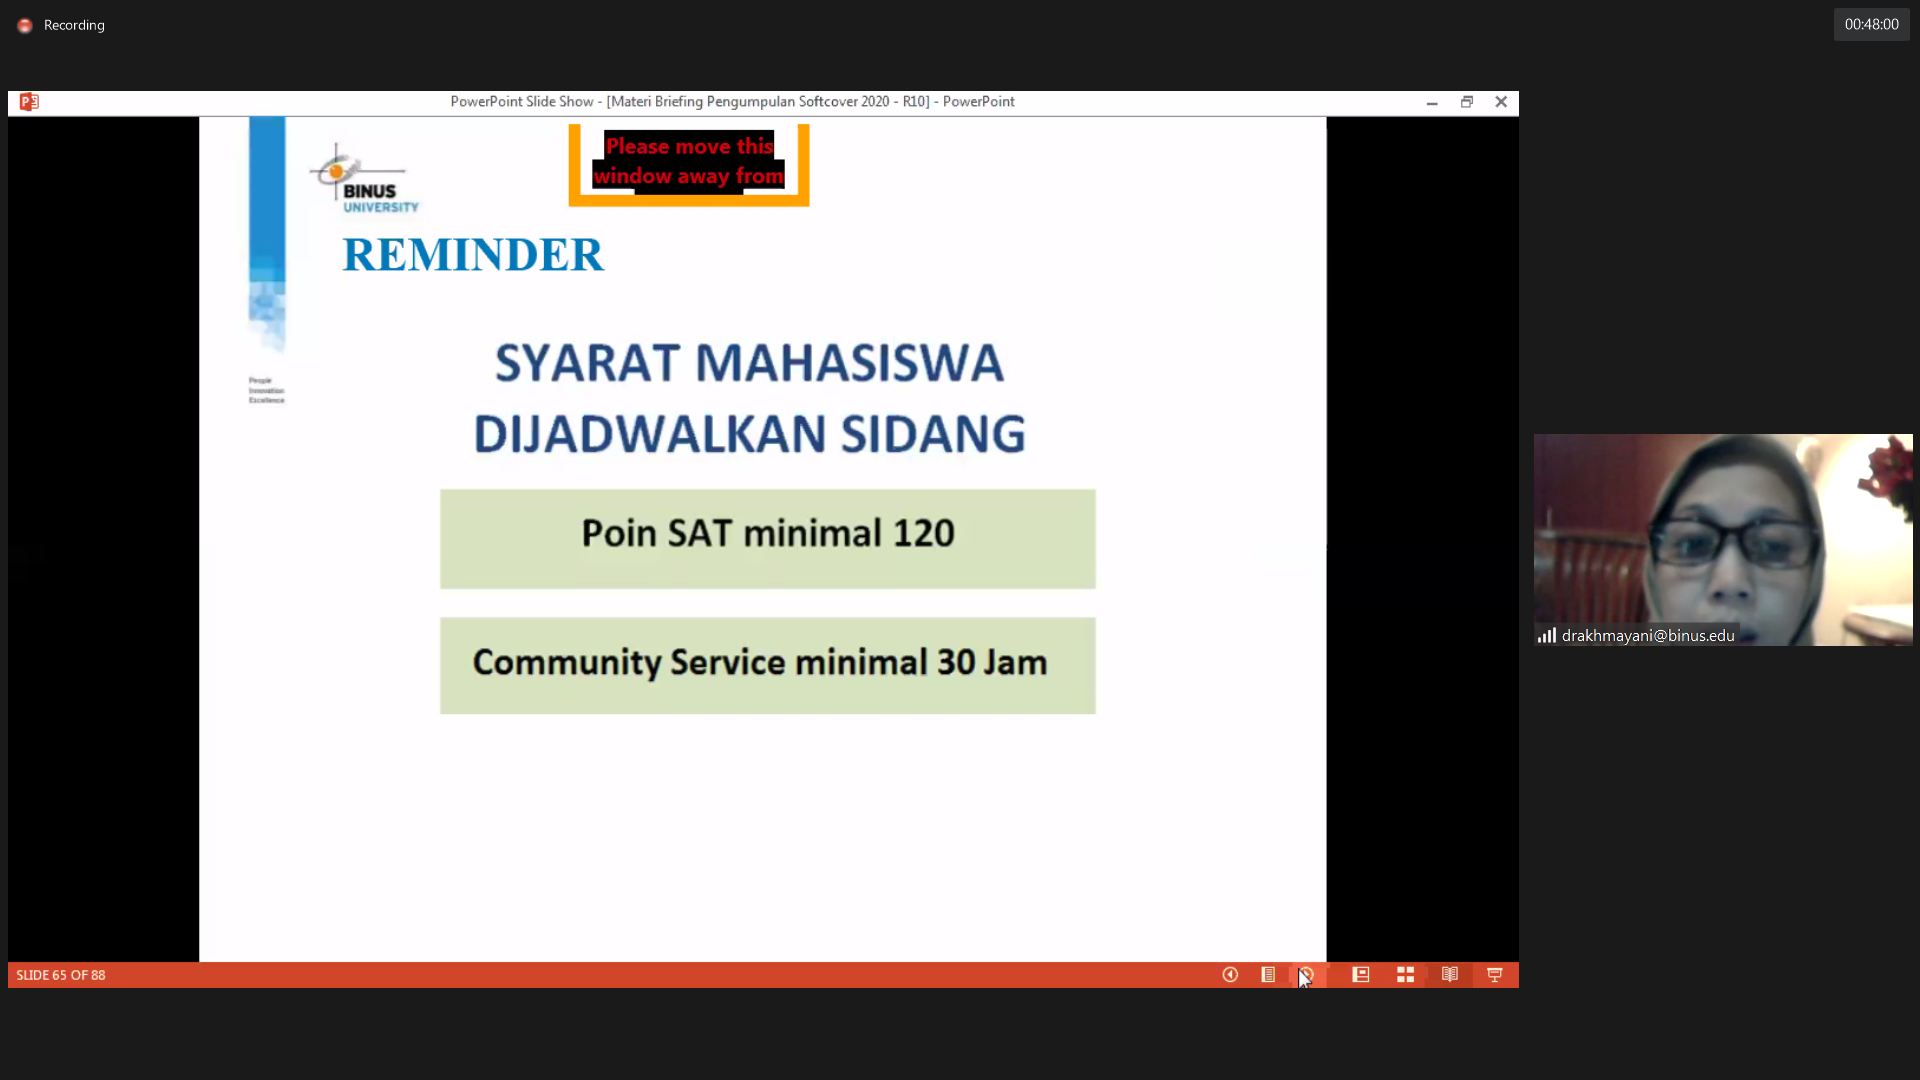 Recording
00:48:00
PowerPoint Slide Show - [Materi Briefing Pengumpulan Softcover 2020 - R10] - PowerPoint
Please move this
window away from
BINUS
UNIVERSITY
REMINDER
SYARAT MAHASISWA
DIJADWALKAN SIDANG
People
Innovation
Excellence
Poin SAT minimal 120
Community Service minimal 30 Jam
drakhmayani@binus.edu
SLIDE 65 OF 88